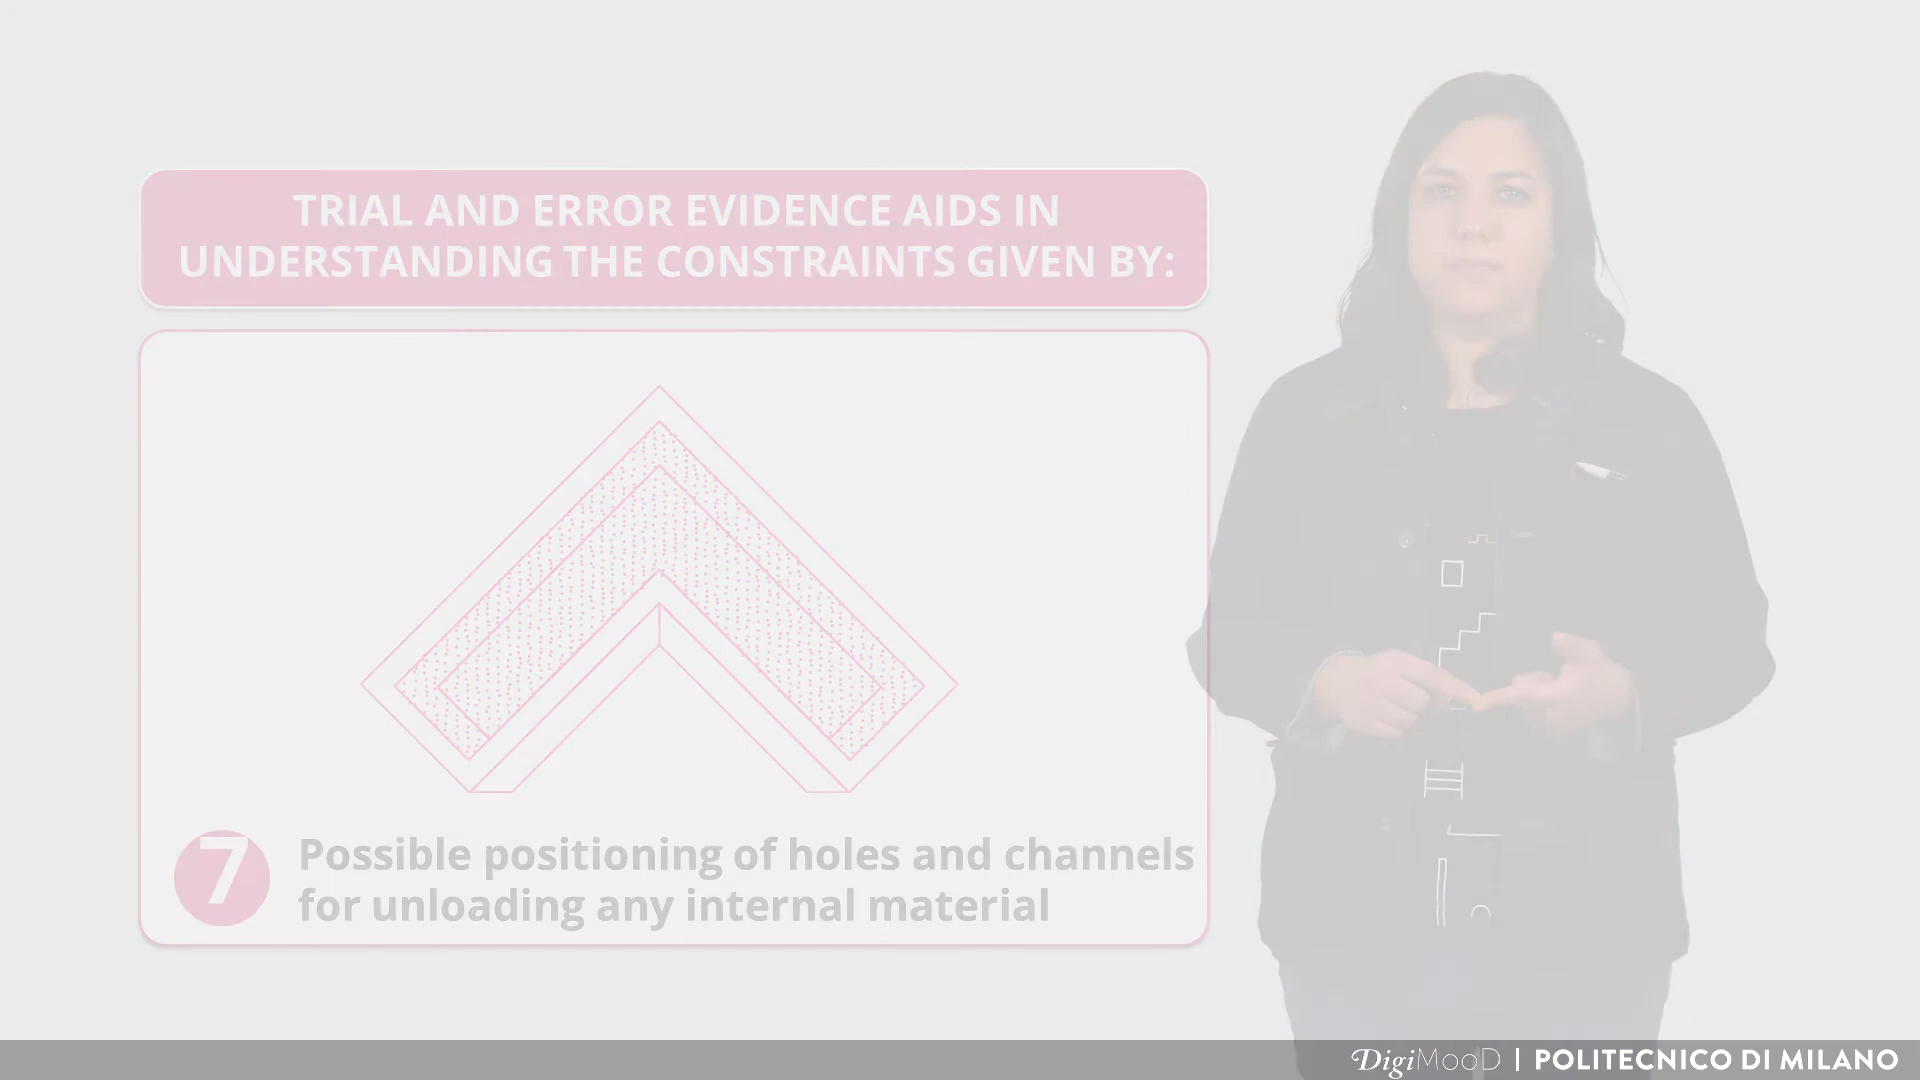 TRIAL AND ERROR EVIDENCE AIDS IN
UNDERSTANDING THE CONSTRAINTS GIVEN BY:
7
Possible positioning of holes and channels
for unloading any internal material
DigiMooD | POLITECNICO DI MILANO